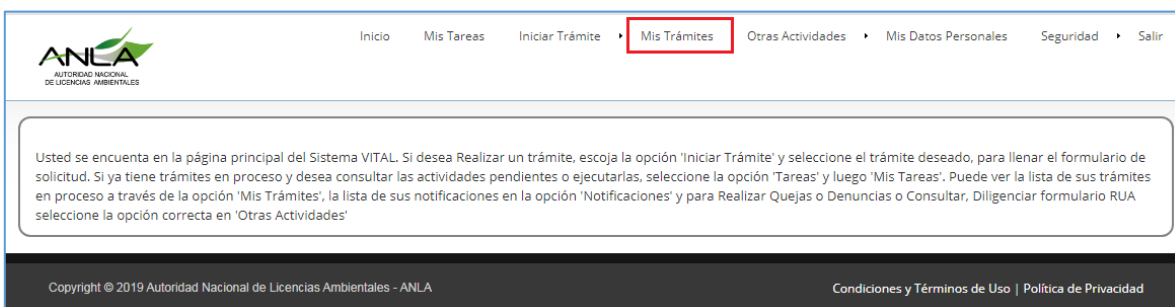 Inicio Mis Tareas Iniciar Trámite Mis Trámites Otras Actividades Mis Datos Personales Seguridad Salir
ANLA
AUTORIDAD NACIONAL
DE LICENCIAS AMBIENTALES
Usted se encuenta en la página principal del Sistema VITAL. Si desea Realizar un trámite, escoja la opción 'Iniciar Trámite' y seleccione el trámite deseado, para llenar el formulario de
solicitud. Si ya tiene trámites en proceso y desea consultar las actividades pendientes o ejecutarlas, seleccione la opción 'Tareas' y luego 'Mis Tareas'. Puede ver la lista de sus trámites
en proceso a través de la opción 'Mis Trámites', la lista de sus notificaciones en la opción 'Notificaciones' y para Realizar Quejas o Denuncias o Consultar, Diligenciar formulario RUA
seleccione la opción correcta en 'Otras Actividades'
Copyright © 2019 Autoridad Nacional de Licencias Ambientales - ANLA
Condiciones y Términos de Uso | Política de Privacidad